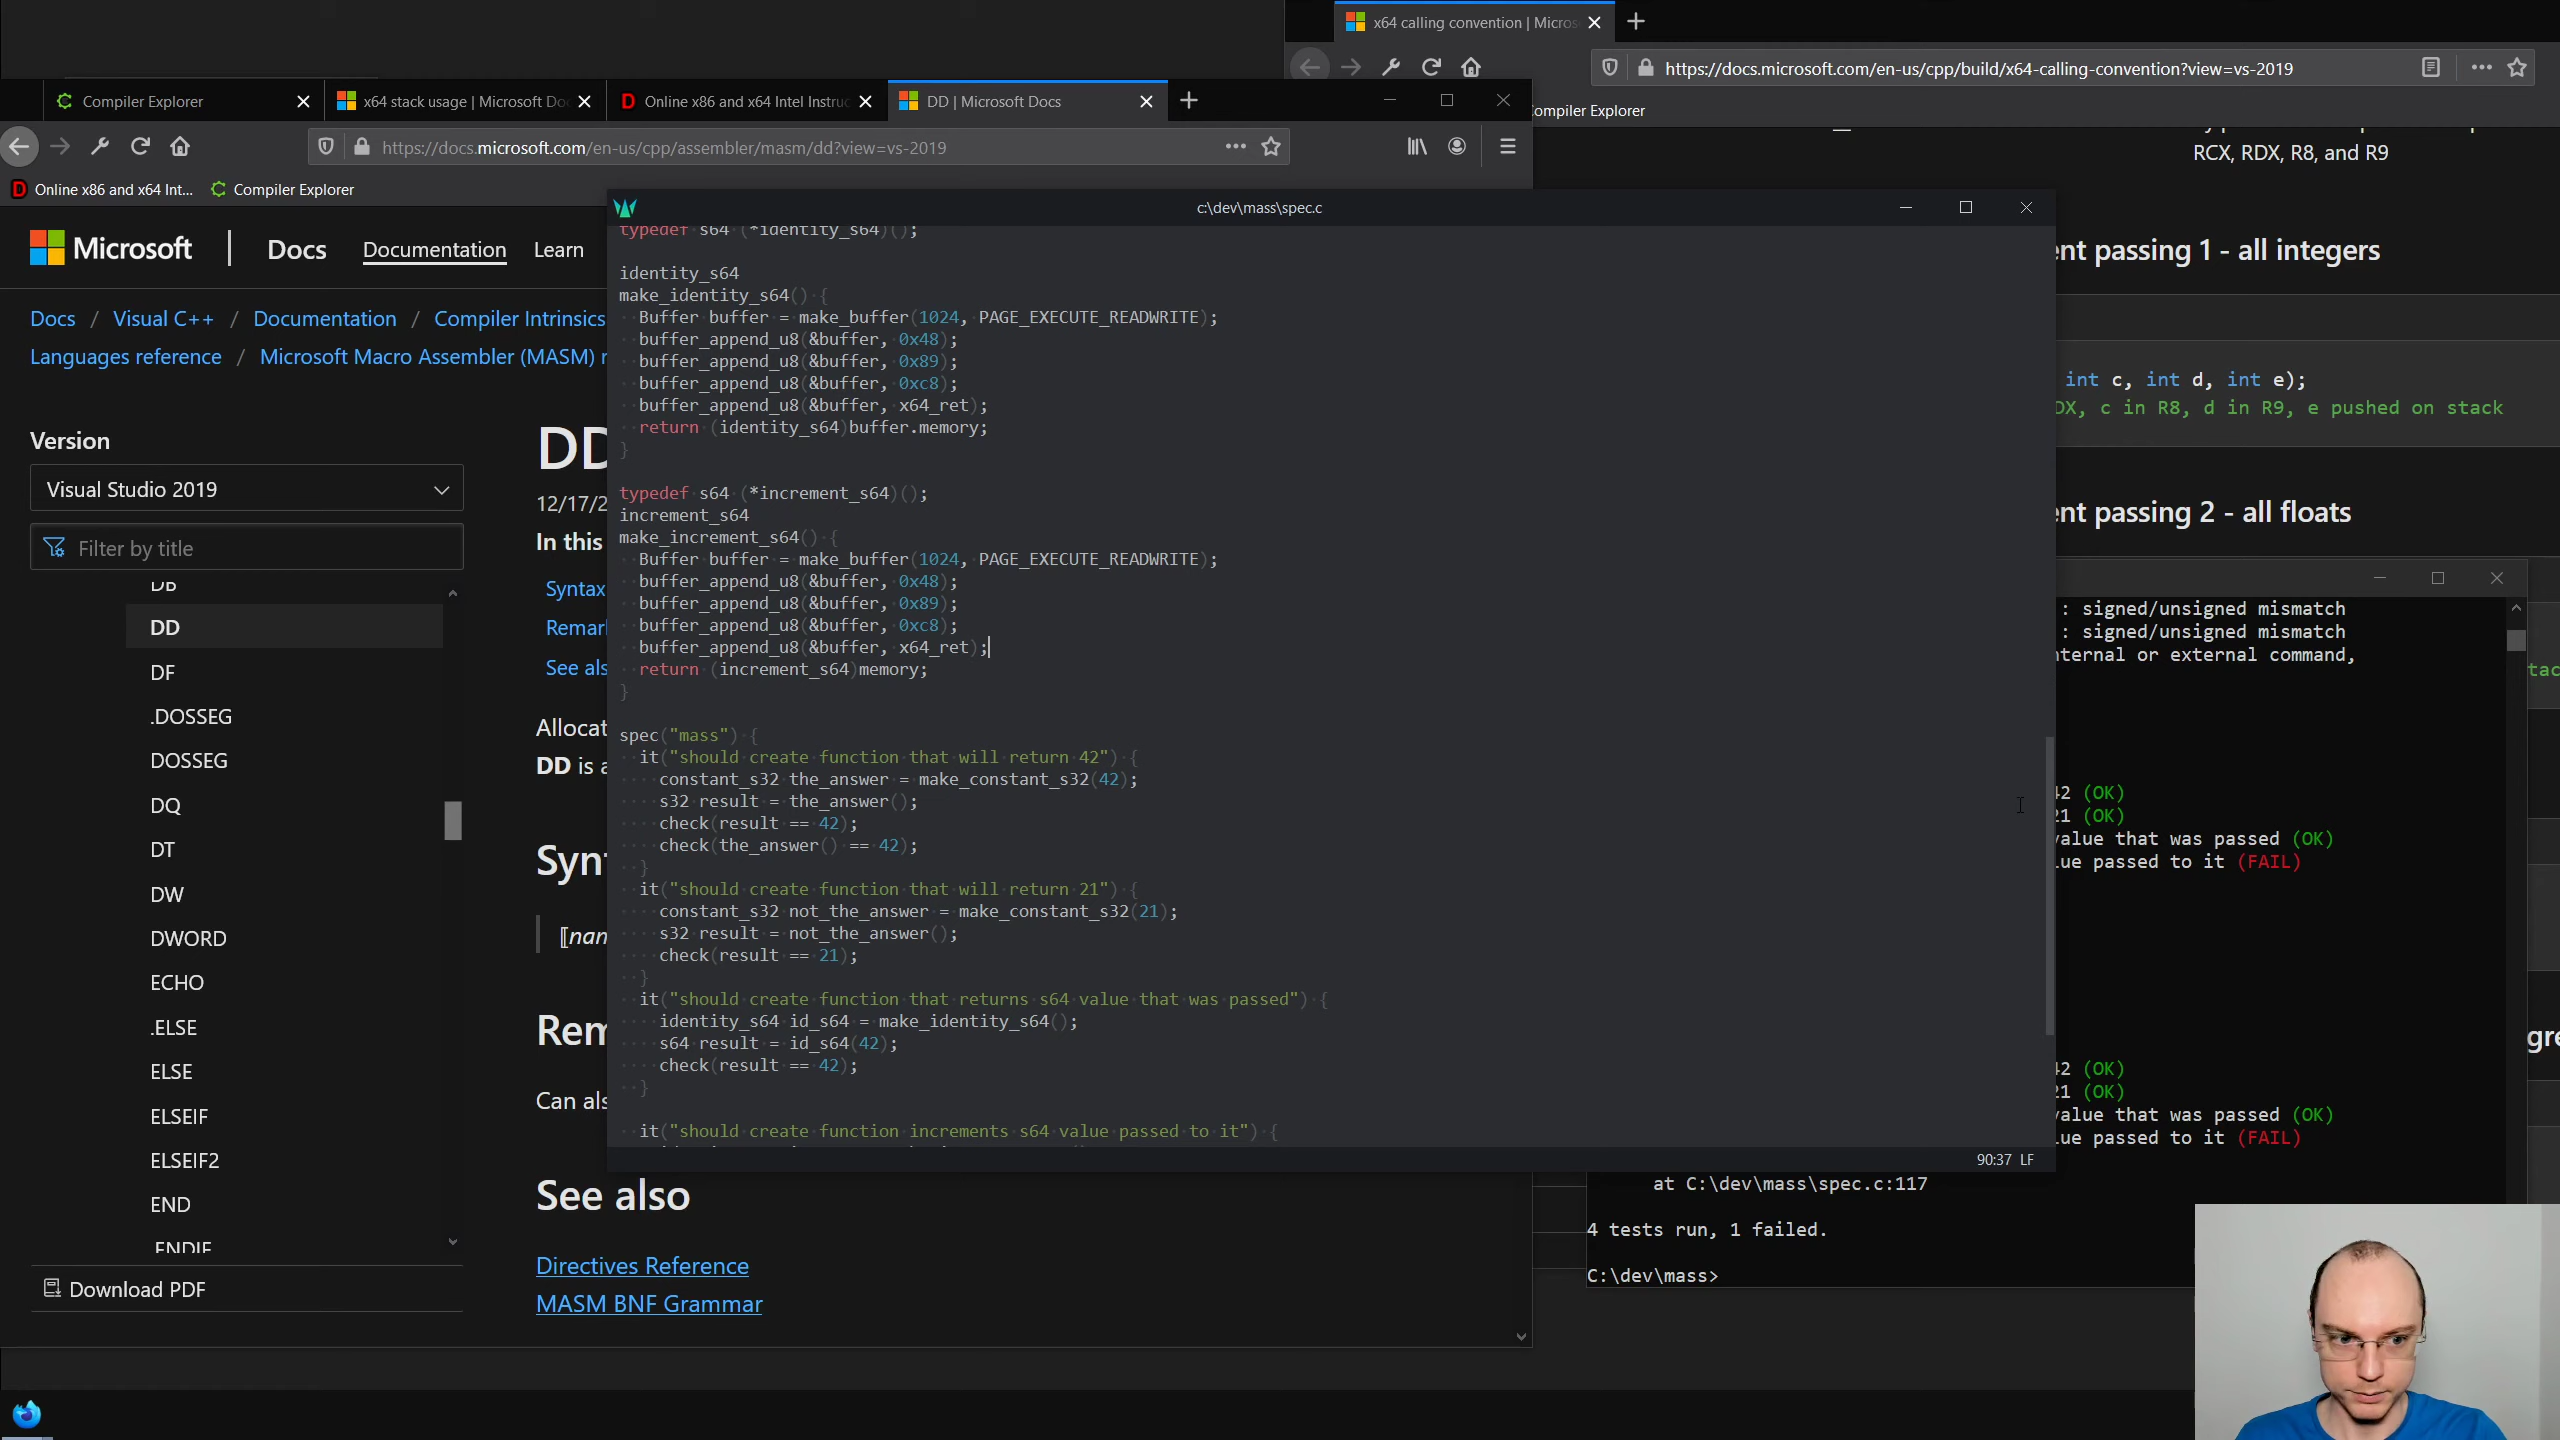 x64 calling convention | Micros
https://docs.microsoft.com/en-us/cpp/build/x64-calling-convention?view=vs-2019
Compiler Explorer
x64 stack usage | Microsoft Do
Online x86 and x64 Intel Instruc
DD | Microsoft Docs
ompiler Explorer
https://docs.microsoft.com/en-us/cpp/assembler/masm/dd?view=vs-2019
RCX, RDX, R8, and R9
Online x86 and x64 Int...
Compiler Explorer
c:\dev\mass\spec.c
Microsoft
Docs
Documentation
Learn
Docs / Visual C++ / Documentation / Compiler Intrinsics
Languages reference / Microsoft Macro Assembler (MASM) r
Version
Visual Studio 2019
Filter by title
DB
DD
DF
.DOSSEG
DOSSEG
DQ
DT
DW
DWORD
ECHO
.ELSE
ELSE
ELSEIF
ELSEIF2
END
.ENDIF
Download PDF
DD
12/17/2
In this
Syntax
Remar
See als
Allocat
DD is a
Synt
[nam
Rem
Can als
See also
Directives Reference
MASM BNF Grammar
typedef s64 (*identity_s64)();
identity_s64
make_identity_s64() {
Buffer buffer = make_buffer(1024, PAGE_EXECUTE_READWRITE);
buffer_append_u8(&buffer, 0x48);
buffer_append_u8(&buffer, 0x89);
buffer_append_u8(&buffer, 0xc8);
buffer_append_u8(&buffer, x64_ret);
return (identity_s64)buffer.memory;
}
typedef s64 (*increment_s64)();
increment_s64
make_increment_s64() {
Buffer buffer = make_buffer(1024, PAGE_EXECUTE_READWRITE);
buffer_append_u8(&buffer, 0x48);
buffer_append_u8(&buffer, 0x89);
buffer_append_u8(&buffer, 0xc8);
buffer_append_u8(&buffer, x64_ret);
return (increment_s64)memory;
}
spec("mass") {
it("should create function that will return 42") {
constant_s32 the_answer = make_constant_s32(42);
s32 result = the_answer();
check(result == 42);
check(the_answer() == 42);
}
it("should create function that will return 21") {
constant_s32 not_the_answer = make_constant_s32(21);
s32 result = not_the_answer();
check(result == 21);
}
it("should create function that returns s64 value that was passed") {
identity_s64 id_s64 = make_identity_s64();
s64 result = id_s64(42);
check(result == 42);
}
it("should create function increments s64 value passed to it") {
90:37 LF
ent passing 1 - all integers
int c, int d, int e);
DX, c in R8, d in R9, e pushed on stack
ent passing 2 - all floats
: signed/unsigned mismatch
: signed/unsigned mismatch
ternal or external command,
tac
42 (OK)
21 (OK)
value that was passed (OK)
ue passed to it (FAIL)
gre
42 (OK)
21 (OK)
value that was passed (OK)
ue passed to it (FAIL)
at C:\dev\mass\spec.c:117
4 tests run, 1 failed.
C:\dev\mass>